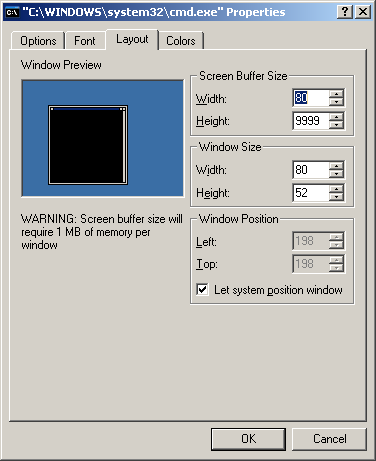 "C:\WINDOWS\system32\cmd.exe" Properties
Options Font Layout Colors
Window Preview
WARNING: Screen buffer size will
require 1 MB of memory per
window
Screen Buffer Size
Width: 80
Height: 9999
Window Size
Width: 80
Height: 52
Window Position
Left: 198
Top: 198
Let system position window
OK Cancel